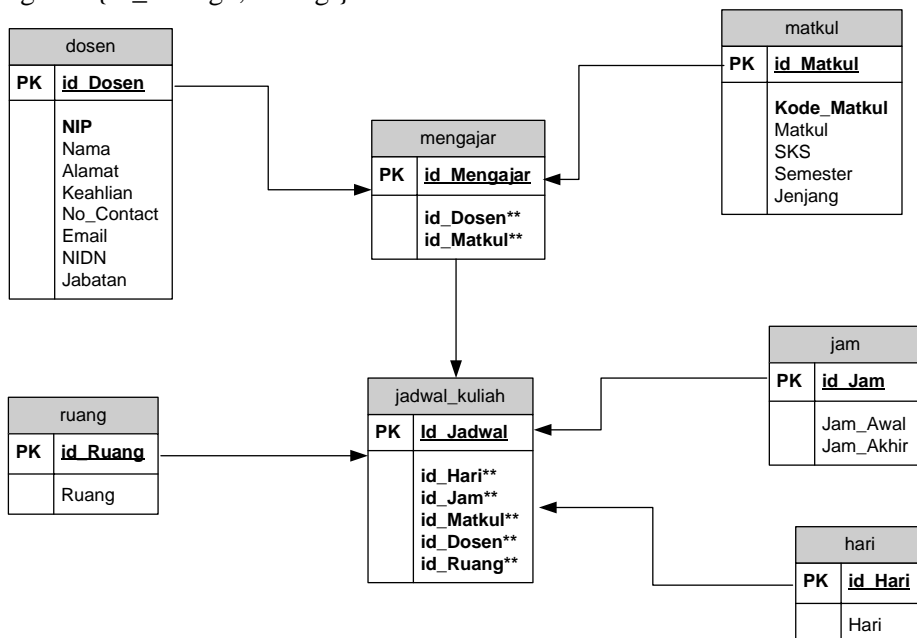 dosen
PK id_Dosen
NIP
Nama
Alamat
Keahlian
No_Contact
Email
NIDN
Jabatan
matkul
PK id_Matkul
Kode_Matkul
Matkul
SKS
Semester
Jenjang
mengajar
PK id_Mengajar
id_Dosen**
id_Matkul**
jam
PK id_Jam
Jam_Awal
Jam_Akhir
ruang
PK id_Ruang
Ruang
jadwal_kuliah
PK Id_Jadwal
id_Hari**
id_Jam**
id_Matkul**
id_Dosen**
id_Ruang**
hari
PK id_Hari
Hari